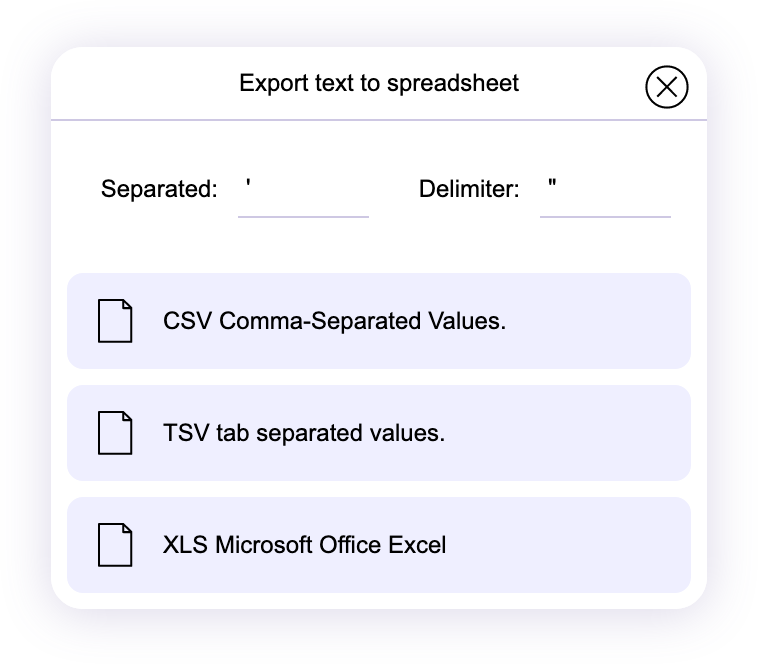 Export text to spreadsheet
Separated: ' Delimiter: "
CSV Comma-Separated Values.
TSV tab separated values.
XLS Microsoft Office Excel